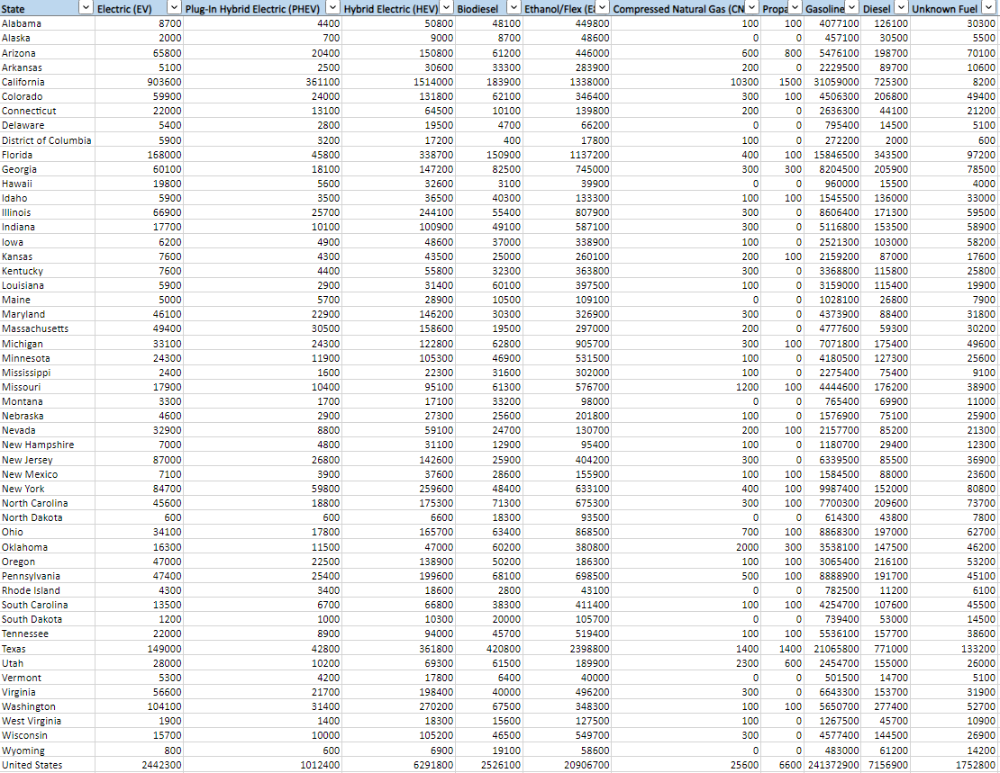 State Electric (EV) Plug-In Hybrid Electric (PHEV) Hybrid Electric (HEV) Biodiesel Ethanol/Flex (E8 Compressed Natural Gas (CN Propa Gasoline Diesel Unknown Fuel
Alabama 8700 4400 50800 48100 449800 100 100 4077100 126100 30300
Alaska 2000 700 9000 8700 48600 0 0 457100 30500 5500
Arizona 65800 20400 150800 61200 446000 600 800 5476100 198700 70100
Arkansas 5100 2500 30600 33300 283900 200 0 2229500 89700 10600
California 903600 361100 1514000 183900 1338000 10300 1500 31059000 725300 8200
Colorado 59900 24000 131800 62100 346400 300 100 4506300 206800 49400
Connecticut 22000 13100 64500 10100 139800 200 0 2636300 44100 21200
Delaware 5400 2800 19500 4700 66200 0 0 795400 14500 5100
District of Columbia 5900 3200 17200 400 17800 100 0 272200 2000 600
Florida 168000 45800 338700 150900 1137200 400 100 15846500 343500 97200
Georgia 60100 18100 147200 82500 745000 300 300 8204500 205900 78500
Hawaii 19800 5600 32600 3100 39900 0 0 960000 15500 4000
Idaho 5900 3500 36500 40300 133300 100 100 1545500 136000 33000
Illinois 66900 25700 244100 55400 807900 300 0 8606400 171300 59500
Indiana 17700 10100 100900 49100 587100 300 0 5116800 153500 58900
Iowa 6200 4900 48600 37000 338900 100 0 2521300 103000 58200
Kansas 7600 4300 43500 25000 260100 200 100 2159200 87000 17600
Kentucky 7600 4400 55800 32300 363800 300 0 3368800 115800 25800
Louisiana 5900 2900 31400 60100 397500 100 0 3159000 115400 19900
Maine 5000 5700 28900 10500 109100 0 0 1028100 26800 7900
Maryland 46100 22900 146200 30300 326900 300 0 4373900 88400 31800
Massachusetts 49400 30500 158600 19500 297000 200 0 4777600 59300 30200
Michigan 33100 24300 122800 62800 905700 300 100 7071800 175400 49600
Minnesota 24300 11900 105300 46900 531500 100 0 4180500 127300 25600
Mississippi 2400 1600 22300 31600 302000 100 0 2275400 75400 9100
Missouri 17900 10400 95100 61300 576700 1200 100 4444600 176200 38900
Montana 3300 1700 17100 33200 98000 0 0 765400 69900 11000
Nebraska 4600 2900 27300 25600 201800 100 0 1576900 75100 25900
Nevada 32900 8800 59100 24700 130700 200 100 2157700 85200 21300
New Hampshire 7000 4800 31100 12900 95400 100 0 1180700 29400 12300
New Jersey 87000 26800 142600 25900 404200 300 0 6339500 85500 36900
New Mexico 7100 3900 37600 28600 155900 100 100 1584500 88000 23600
New York 84700 59800 259600 48400 633100 400 100 9987400 152000 80800
North Carolina 45600 18800 175300 71300 675300 300 100 7700300 209600 73700
North Dakota 600 600 6600 18300 93500 0 0 614300 43800 7800
Ohio 34100 17800 165700 63400 868500 700 100 8868300 197000 62700
Oklahoma 16300 11500 47000 60200 380800 2000 300 3538100 147500 46200
Oregon 47000 22500 138900 50200 186300 100 100 3065400 216100 53200
Pennsylvania 47400 25400 199600 68100 698500 500 100 8888900 191700 45100
Rhode Island 4300 3400 18600 2800 43100 0 0 782500 11200 6100
South Carolina 13500 6700 66800 38300 411400 100 100 4254700 107600 45500
South Dakota 1200 1000 10300 20000 105700 0 0 739400 53000 14500
Tennessee 22000 8900 94000 45700 519400 100 100 5536100 157700 38600
Texas 149000 42800 361800 420800 2398800 1400 1400 21065800 771000 133200
Utah 28000 10200 69300 61500 189900 2300 600 2454700 155000 26000
Vermont 5300 4200 17800 6400 40000 0 0 501500 14700 5100
Virginia 56600 21700 198400 40000 496200 300 0 6643300 153700 31900
Washington 104100 31400 270200 67500 348300 100 100 5650700 277400 52700
West Virginia 1900 1400 18300 15600 127500 100 0 1267500 45700 10900
Wisconsin 15700 10000 105200 46500 549700 300 0 4577400 144500 26900
Wyoming 800 600 6900 19100 58600 0 0 483000 61200 14200
United States 2442300 1012400 6291800 2526100 20906700 25600 6600 241372900 7156900 1752800